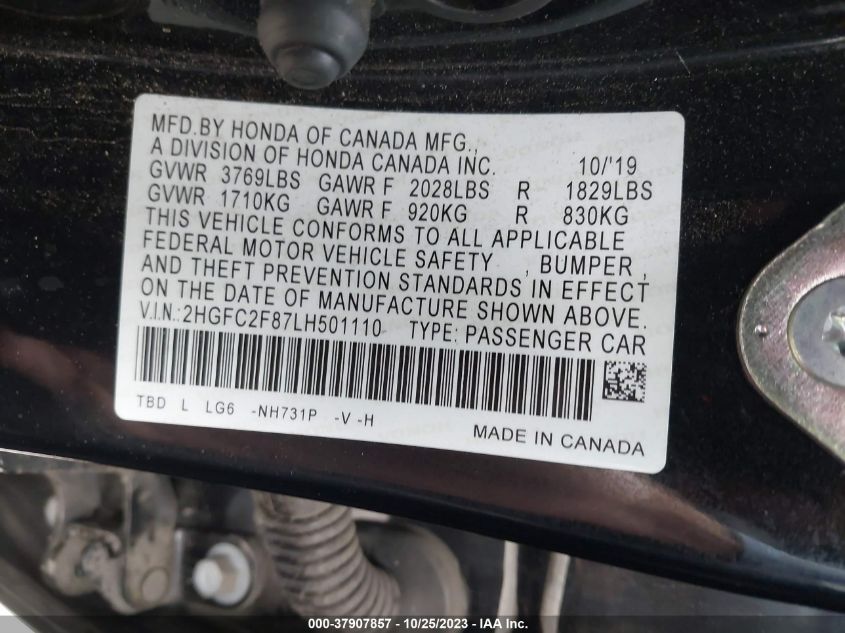 MFD.BY HONDA OF CANADA MFG.,
A DIVISION OF HONDA CANADA INC. 10/'19
GVWR 3769LBS GAWR F 2028LBS R 1829LBS
GVWR 1710KG GAWR F 920KG R 830KG
THIS VEHICLE CONFORMS TO ALL APPLICABLE
FEDERAL MOTOR VEHICLE SAFETY , BUMPER ,
AND THEFT PREVENTION STANDARDS IN EFFECT
ON THE DATE OF MANUFACTURE SHOWN ABOVE.
V.I.N.:2HGFC2F87LH501110 TYPE: PASSENGER CAR
TBD L LG6 -NH731P -V -H
MADE IN CANADA
000-37907857 - 10/25/2023 - IAA Inc.